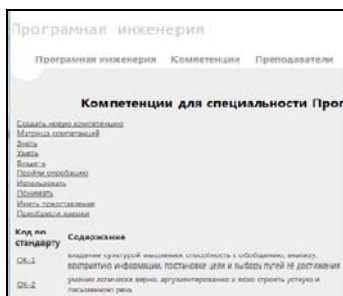 Програмная инженерия
Програмная инженерия Компетенции Преподаватели
Компетенции для специальности Прог
Создать новую компетенцию
Матрица компетенций
Знать
Уметь
Владеть
Пройти апробацию
Использовать
Понимать
Иметь представление
Приобрести навыки
Код по стандарту Содержание
ОК-1 владение культурой мышления, способность к обобщению, анализу,
восприятию информации, постановке цели и выбору путей её достижения
ОК-2 умение логически верно, аргументированно и ясно строить устную и
письменную речь